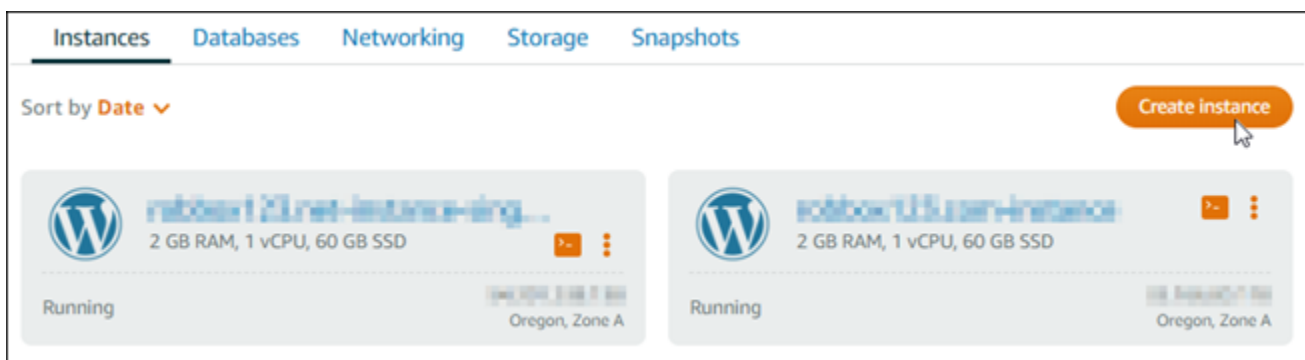 Instances Databases Networking Storage Snapshots
Sort by Date
Create instance
2 GB RAM, 1 vCPU, 60 GB SSD
Running
Oregon, Zone A
2 GB RAM, 1 vCPU, 60 GB SSD
Running
Oregon, Zone A